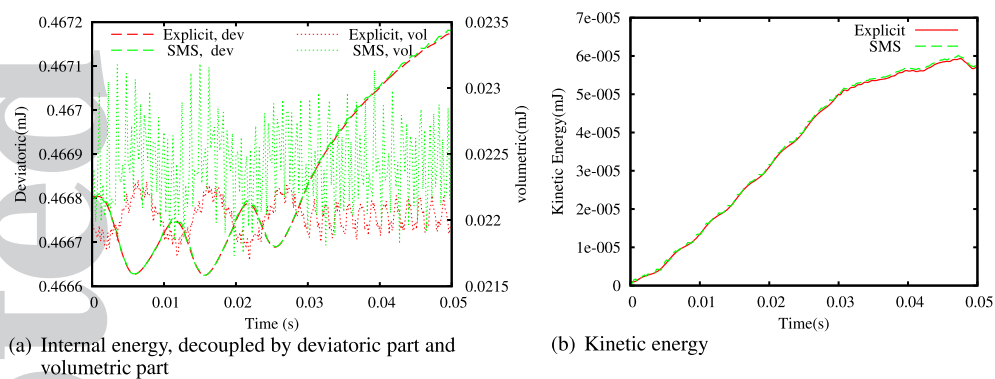 0.4672
0.4671
0.467
0.4669
0.4668
0.4667
0.4666
Deviatoric(mJ)
Explicit, dev
SMS, dev
Explicit, vol
SMS, vol
0.0235
0.023
0.0225
0.022
0.0215
volumetric(mJ)
0 0.01 0.02 0.03 0.04 0.05
Time (s)
(a) Internal energy, decoupled by deviatoric part and
volumetric part
7e-005
6e-005
5e-005
4e-005
3e-005
2e-005
1e-005
0
Kinetic Energy(mJ)
Explicit
SMS
0 0.01 0.02 0.03 0.04 0.05
Time(s)
(b) Kinetic energy